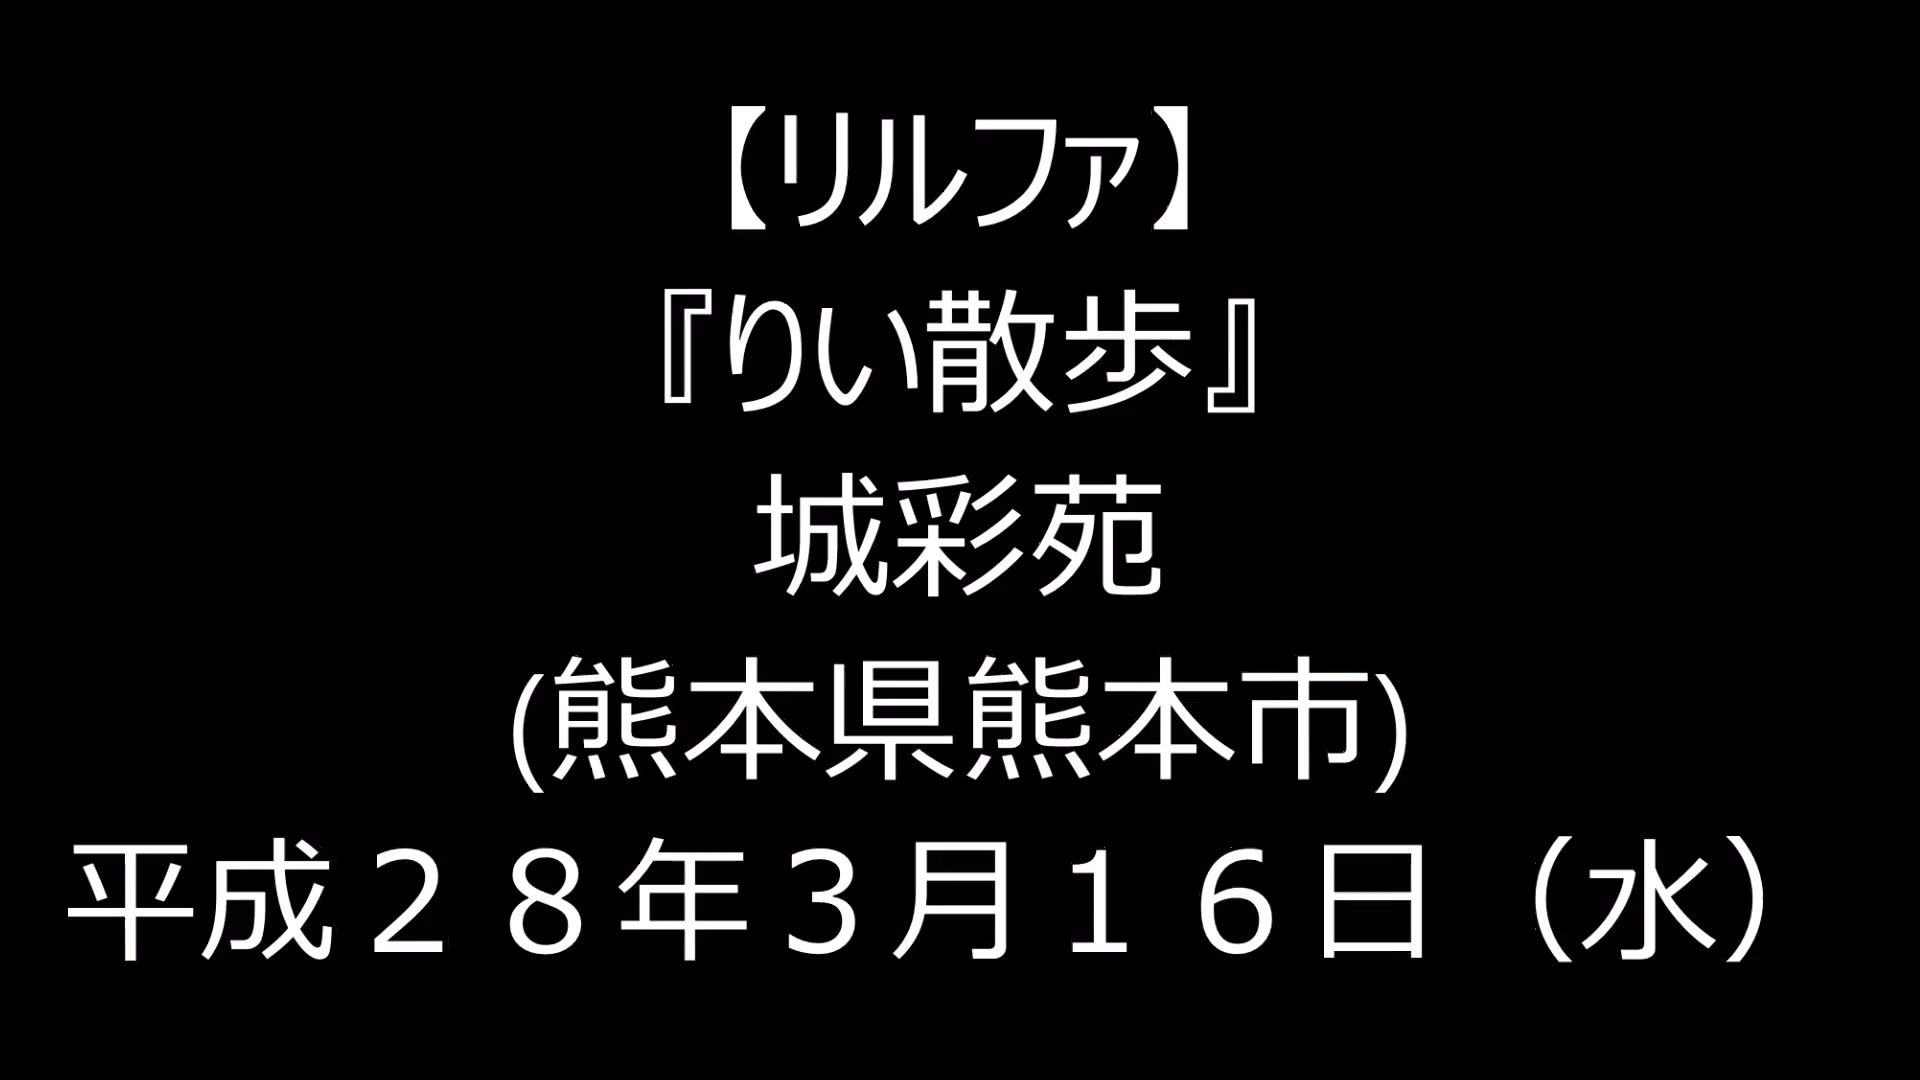 【リルファ】
『りい散歩』
城彩苑
(熊本県熊本市)
平成２８年３月１６日（水）